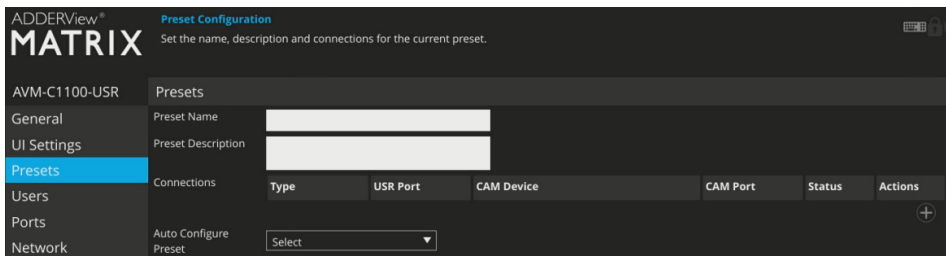 ADDERView®
MATRIX
Preset Configuration
Set the name, description and connections for the current preset.
AVM-C1100-USR
Presets
General
Preset Name
UI Settings
Preset Description
Presets
Connections
Type
USR Port
CAM Device
CAM Port
Status
Actions
Users
Ports
Auto Configure
Preset
Select
Network